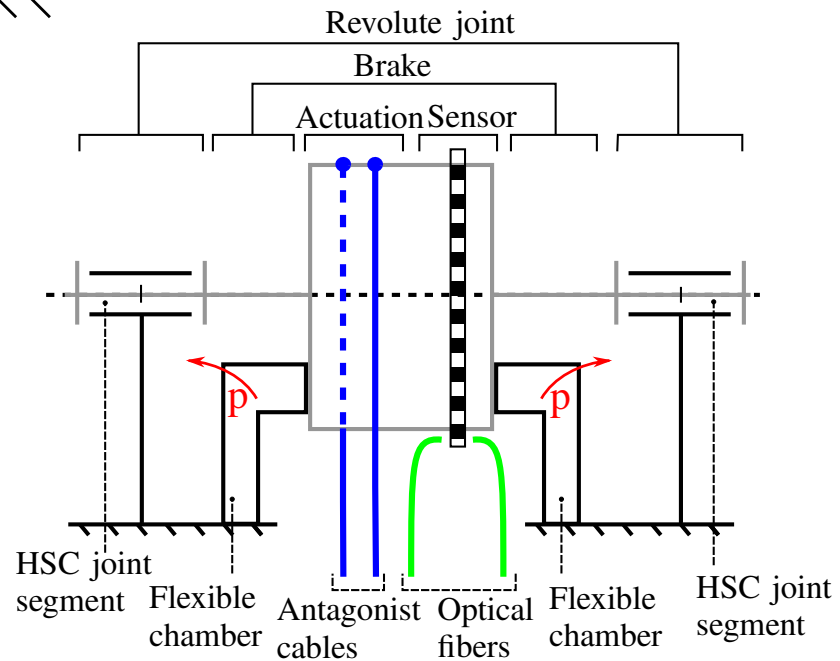 Revolute joint
Brake
Actuation Sensor
p p
HSC joint
segment
Flexible
chamber
Antagonist
cables
Optical
fibers
Flexible
chamber
HSC joint
segment